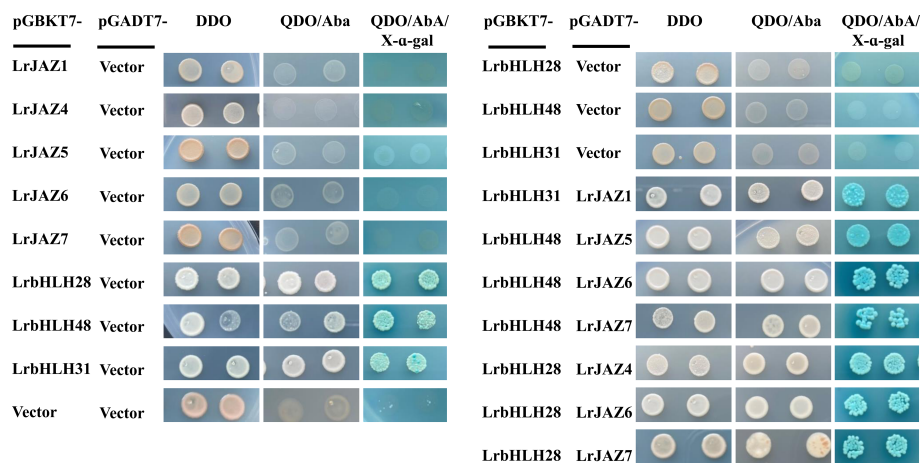 pGBKT7- pGADT7- DDO QDO/Aba QDO/AbA/
X-α-gal
LrJAZ1 Vector
LrJAZ4 Vector
LrJAZ5 Vector
LrJAZ6 Vector
LrJAZ7 Vector
LrbHLH28 Vector
LrbHLH48 Vector
LrbHLH31 Vector
Vector Vector
pGBKT7- pGADT7- DDO QDO/Aba QDO/AbA/
X-α-gal
LrbHLH28 Vector
LrbHLH48 Vector
LrbHLH31 Vector
LrbHLH31 LrJAZ1
LrbHLH48 LrJAZ5
LrbHLH48 LrJAZ6
LrbHLH48 LrJAZ7
LrbHLH28 LrJAZ4
LrbHLH28 LrJAZ6
LrbHLH28 LrJAZ7